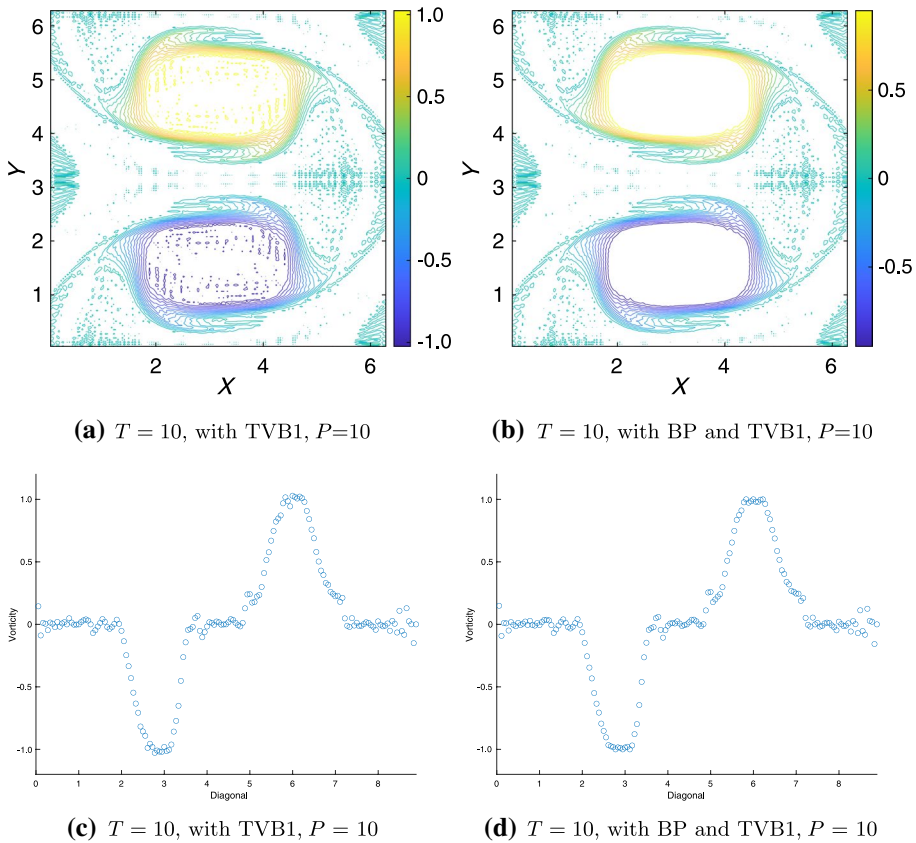 6
5
4
3
2
1
Y
2
4
6
X
1.0
0.5
0
-0.5
-1.0
(a) T = 10, with TVB1, P=10
6
5
4
3
2
1
Y
2
4
6
X
0.5
0
-0.5
(b) T = 10, with BP and TVB1, P=10
1.0
0.5
0
-0.5
-1.0
Vorticity
0 1 2 3 4 5 6 7 8
Diagonal
(c) T = 10, with TVB1, P = 10
1.0
0.5
0
-0.5
-1.0
Vorticity
0 1 2 3 4 5 6 7 8
Diagonal
(d) T = 10, with BP and TVB1, P = 10